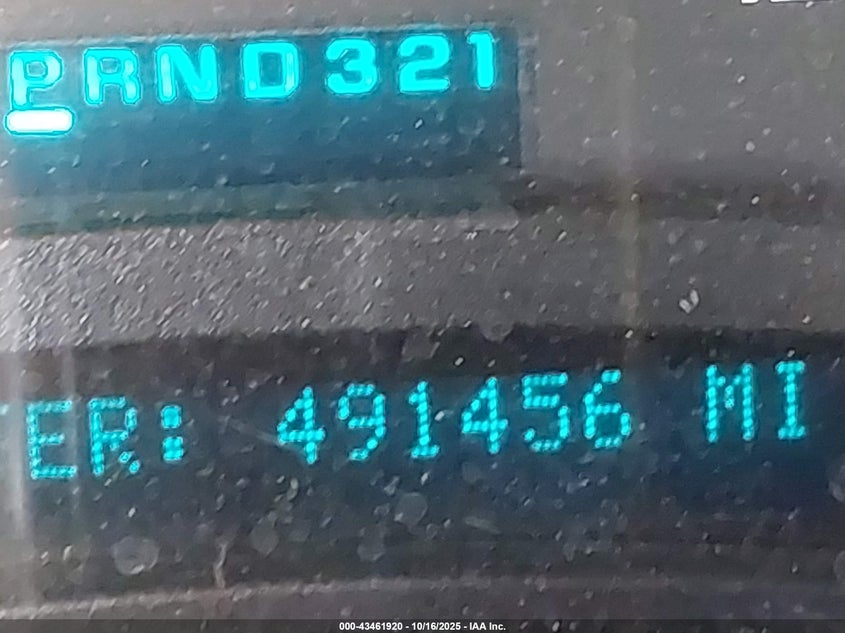 PRND321
ER: 491456 MI
000-43461920 - 10/16/2025 - IAA Inc.